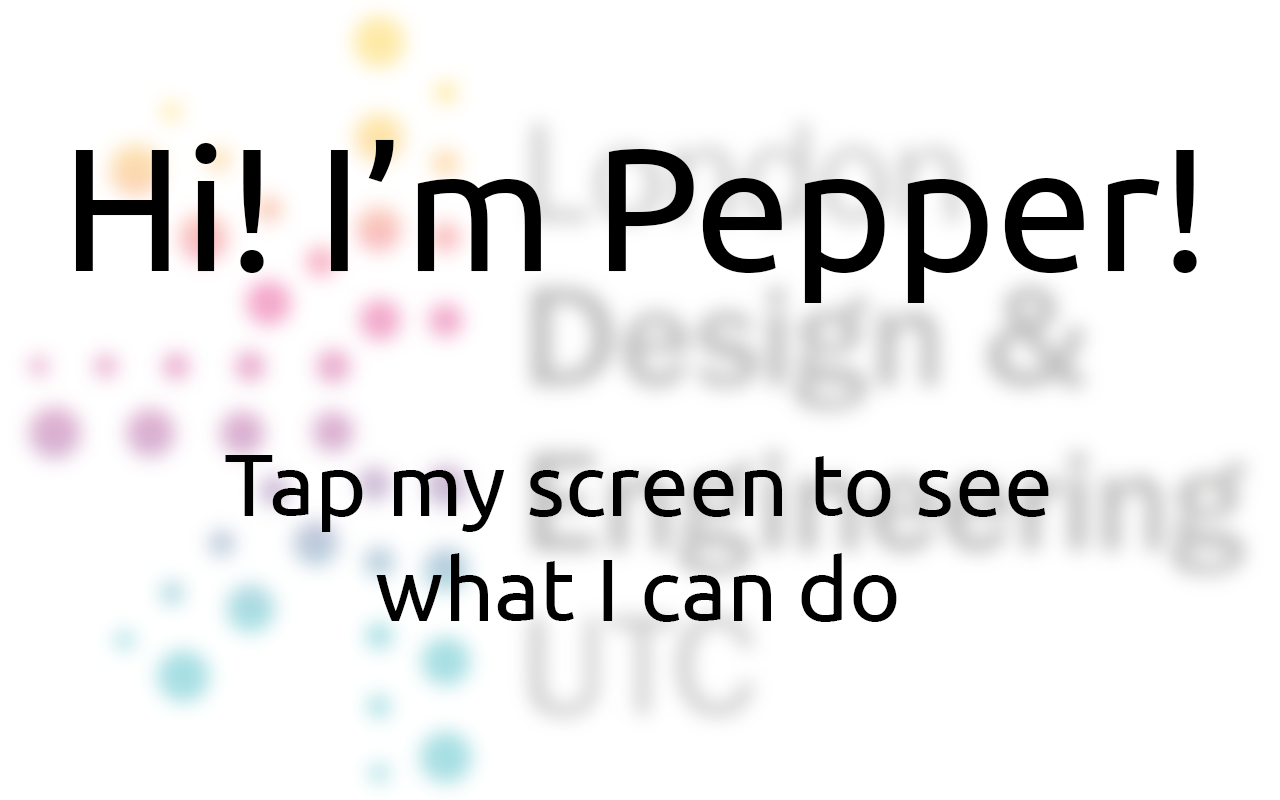 Hi! I’m Pepper!
London
Design &
Engineering
UTC
Tap my screen to see
what I can do